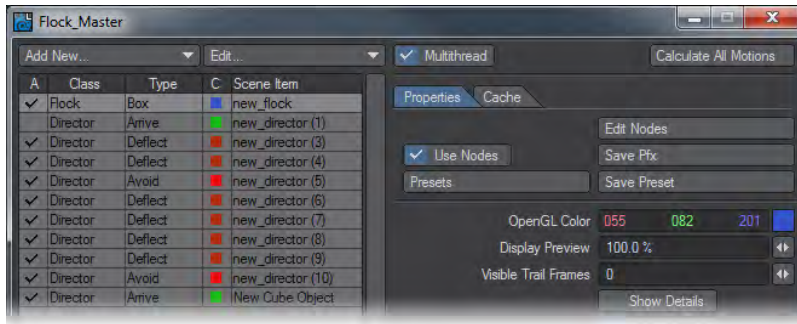 Flock_Master
Add New... Edit... Multithread Calculate All Motions
A Class Type C Scene Item
Properties Cache
Flock Box new_flock
Director Arrive new_director (1)
Edit Nodes
Director Deflect new_director (3)
Use Nodes Save Pfx
Director Deflect new_director (4)
Director Avoid new_director (5)
Presets Save Preset
Director Deflect new_director (6)
Director Deflect new_director (7)
OpenGL Color 055 082 201
Director Deflect new_director (8)
Display Preview 100.0 %
Director Deflect new_director (9)
Visible Trail Frames 0
Director Avoid new_director (10)
Director Arrive New Cube Object
Show Details